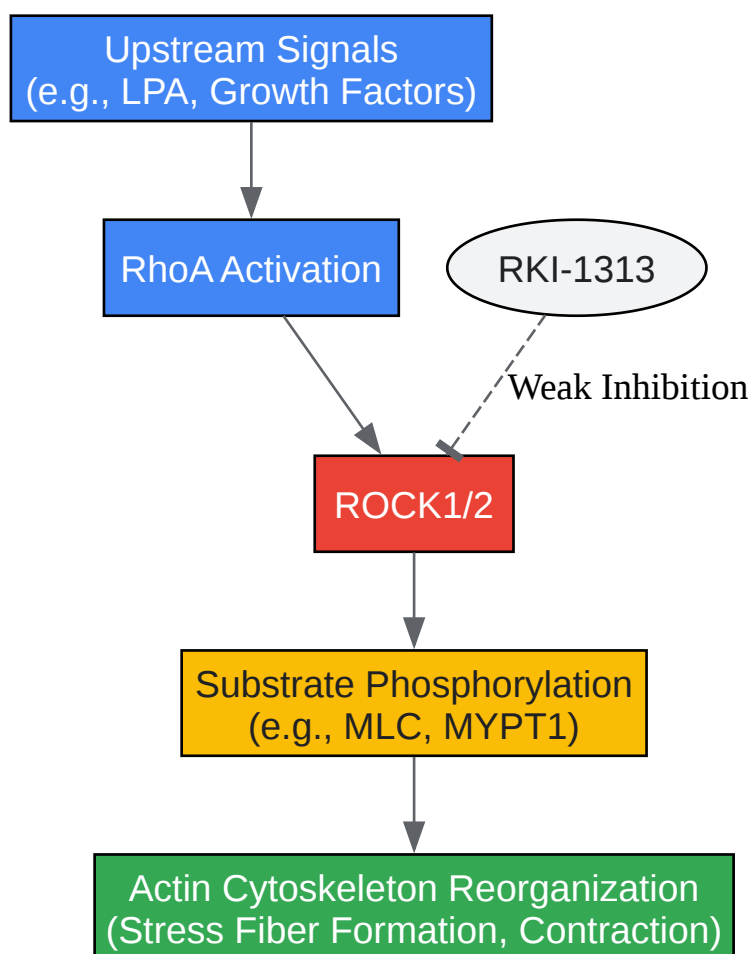 Upstream Signals
(e.g., LPA, Growth Factors)
RhoA Activation
RKI-1313
Weak Inhibition
ROCK1/2
Substrate Phosphorylation
(e.g., MLC, MYPT1)
Actin Cytoskeleton Reorganization
(Stress Fiber Formation, Contraction)